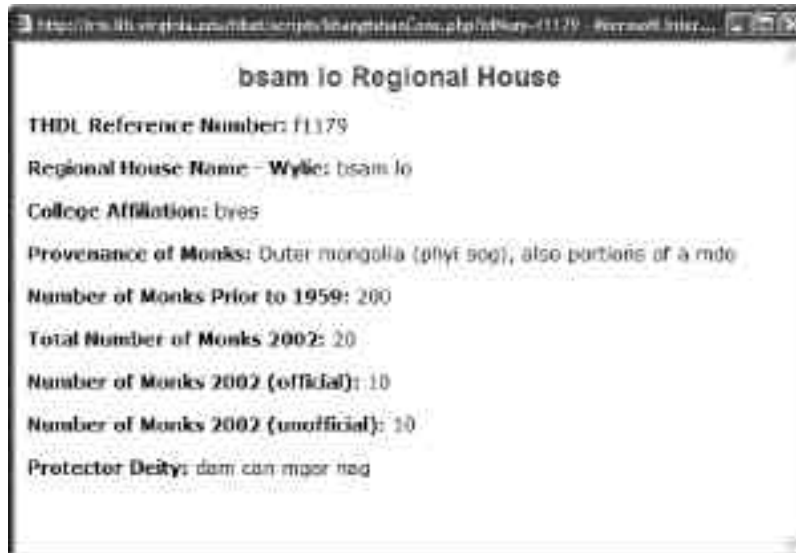 bsam lo Regional House
THDL Reference Number: f1179
Regional House Name - Wylie: bsam lo
College Affiliation: byes
Provenance of Monks: Outer mongolia (phyi sog), also portions of a mdo
Number of Monks Prior to 1959: 200
Total Number of Monks 2002: 20
Number of Monks 2002 (official): 10
Number of Monks 2002 (unofficial): 10
Protector Deity: dam can mgar nag